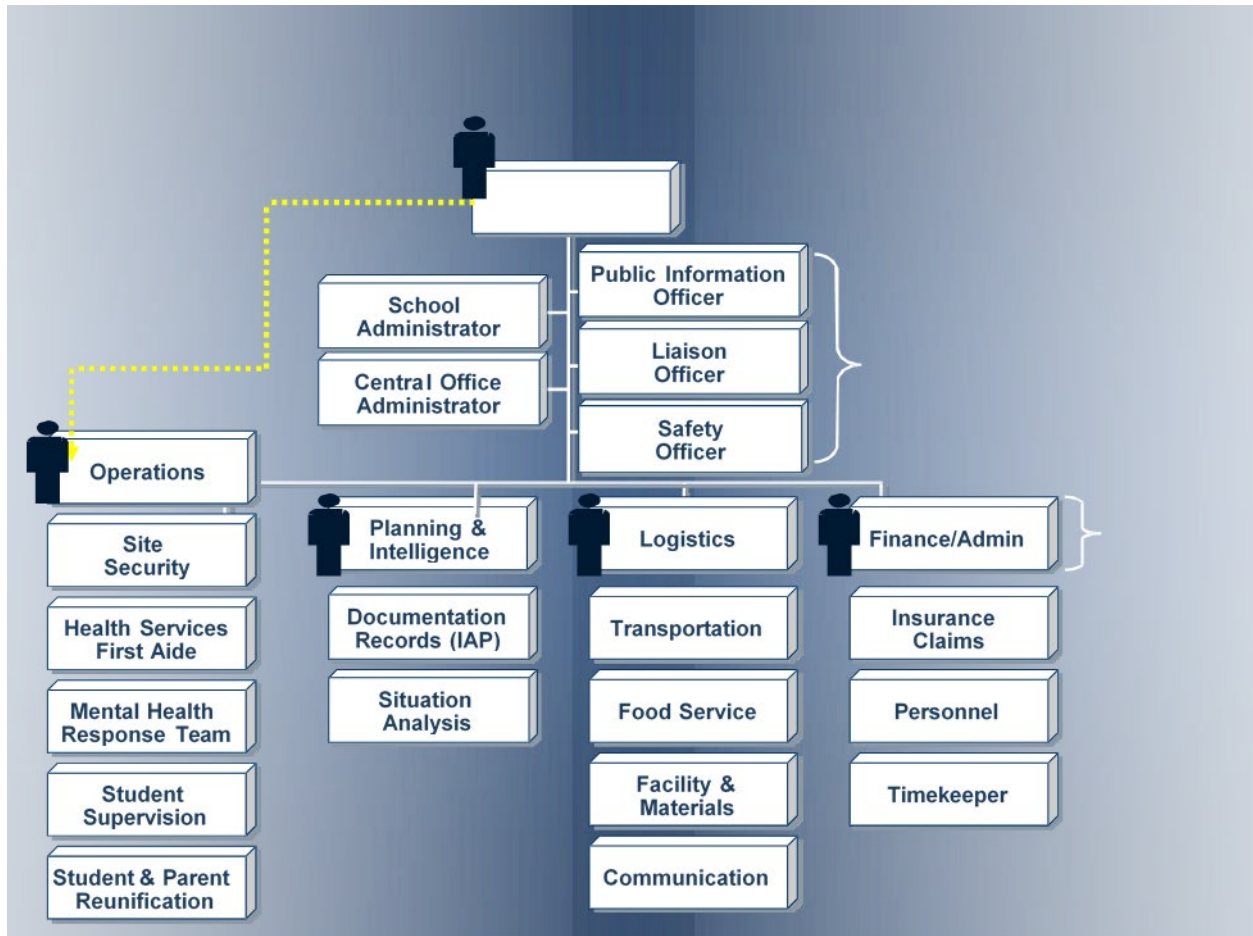 Public Information
Officer
School
Administrator
Liaison
Officer
Central Office
Administrator
Safety
Officer
Operations
Site
Security
Health Services
First Aide
Mental Health
Response Team
Student
Supervision
Student & Parent
Reunification
Planning &
Intelligence
Documentation
Records (IAP)
Situation
Analysis
Logistics
Transportation
Food Service
Facility &
Materials
Communication
Finance/Admin
Insurance
Claims
Personnel
Timekeeper